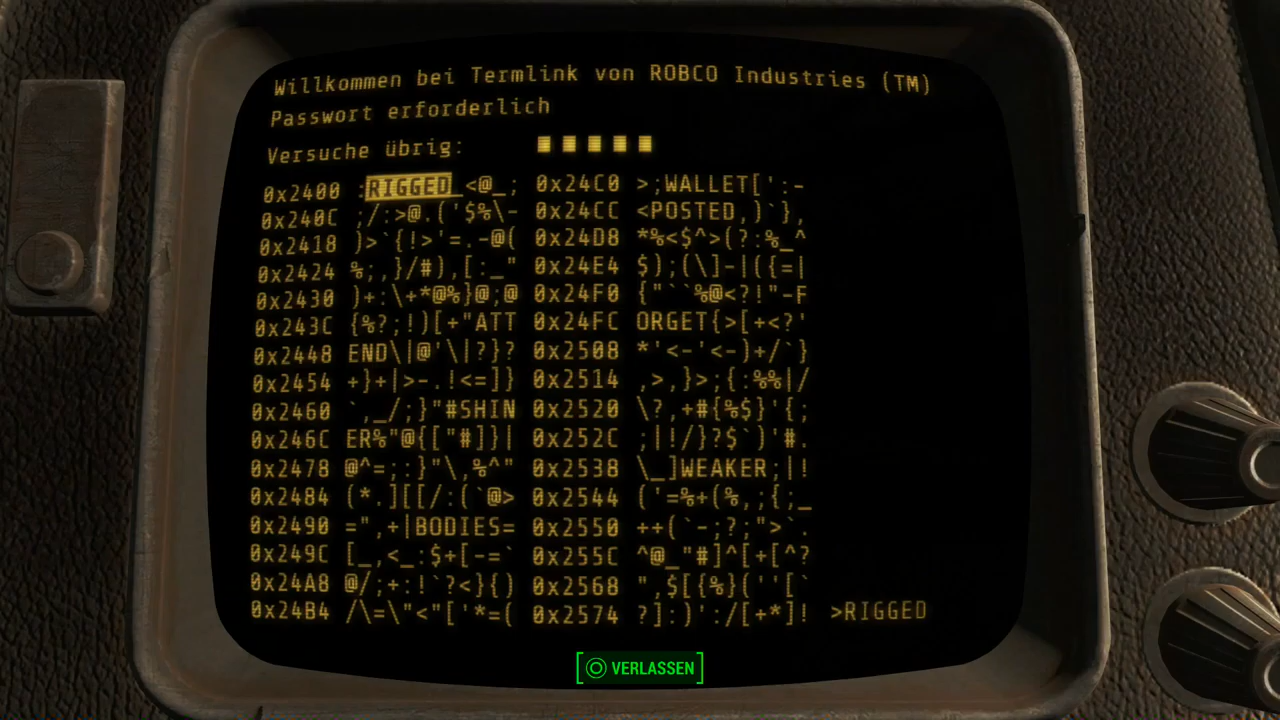 Willkommen bei Termlink von ROBCO Industries (TM)
Passwort erforderlich
Versuche übrig: ■ ■ ■ ■ ■
0x2400 :RIGGED_<@_; 0x24C0 >;WALLET[':-
0x240C ;/:>@.('$%\- 0x24CC <POSTED,)`},
0x2418 )>`{!>'=.-@( 0x24D8 *%<$^>(?:%_^
0x2424 %;,}/#),[:_" 0x24E4 $);(\]-|({=|
0x2430 )+:\+*@%}@;@ 0x24F0 {"``%@<?!"-F
0x243C {%?;!)[+"ATT 0x24FC ORGET{>[+<?'
0x2448 END\|@'\|?}? 0x2508 *'<-'<-)+/`}
0x2454 +}+|>-.!<=]} 0x2514 ,>,}>;{:%%|/
0x2460 `,_/;}"#SHIN 0x2520 \?,+#{%$}'{;
0x246C ER%"@{["#]}| 0x252C ;|!/}?$`)'#.
0x2478 @^=;:}"\,%^" 0x2538 \_]WEAKER;|!
0x2484 (*.][[/:(`@> 0x2544 ('=%+(%,;{;_
0x2490 =",+|BODIES= 0x2550 ++(`-;?;">`.
0x249C [_,<_:$+[-=` 0x255C ^@_"#]^[+[^?
0x24A8 @/;+:!`?<}{) 0x2568 ",$[{%}(''[`
0x24B4 /\=\"<"['*=( 0x2574 ?]:)':/[+*]! >RIGGED
VERLASSEN